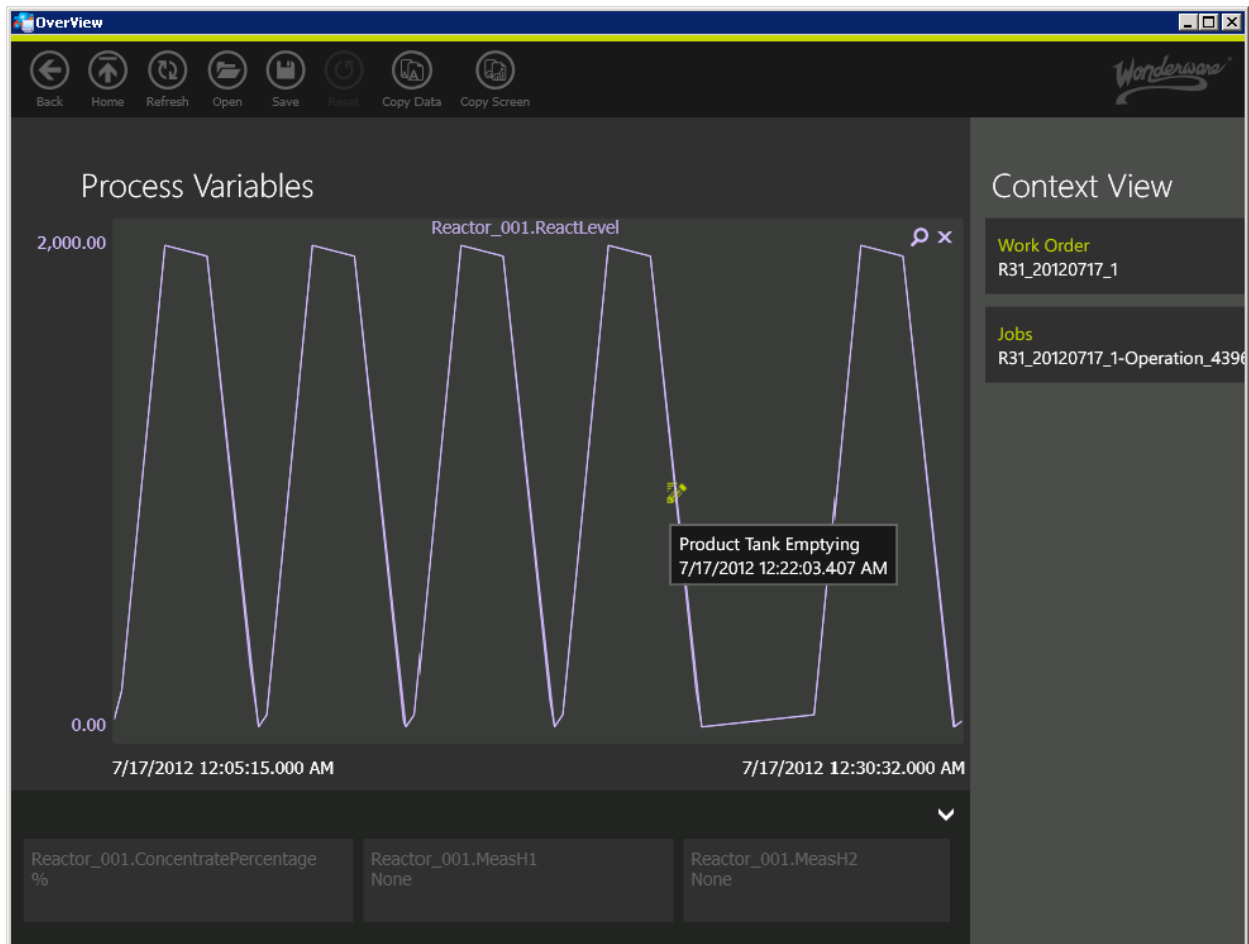 OverView
Back Home Refresh Open Save Reset Copy Data Copy Screen
Wonderware
Process Variables
Reactor_001.ReactLevel
2,000.00
0.00
Product Tank Emptying
7/17/2012 12:22:03.407 AM
7/17/2012 12:05:15.000 AM
7/17/2012 12:30:32.000 AM
Reactor_001.ConcentratePercentage
%
Reactor_001.MeasH1
None
Reactor_001.MeasH2
None
Context View
Work Order
R31_20120717_1
Jobs
R31_20120717_1-Operation_4396